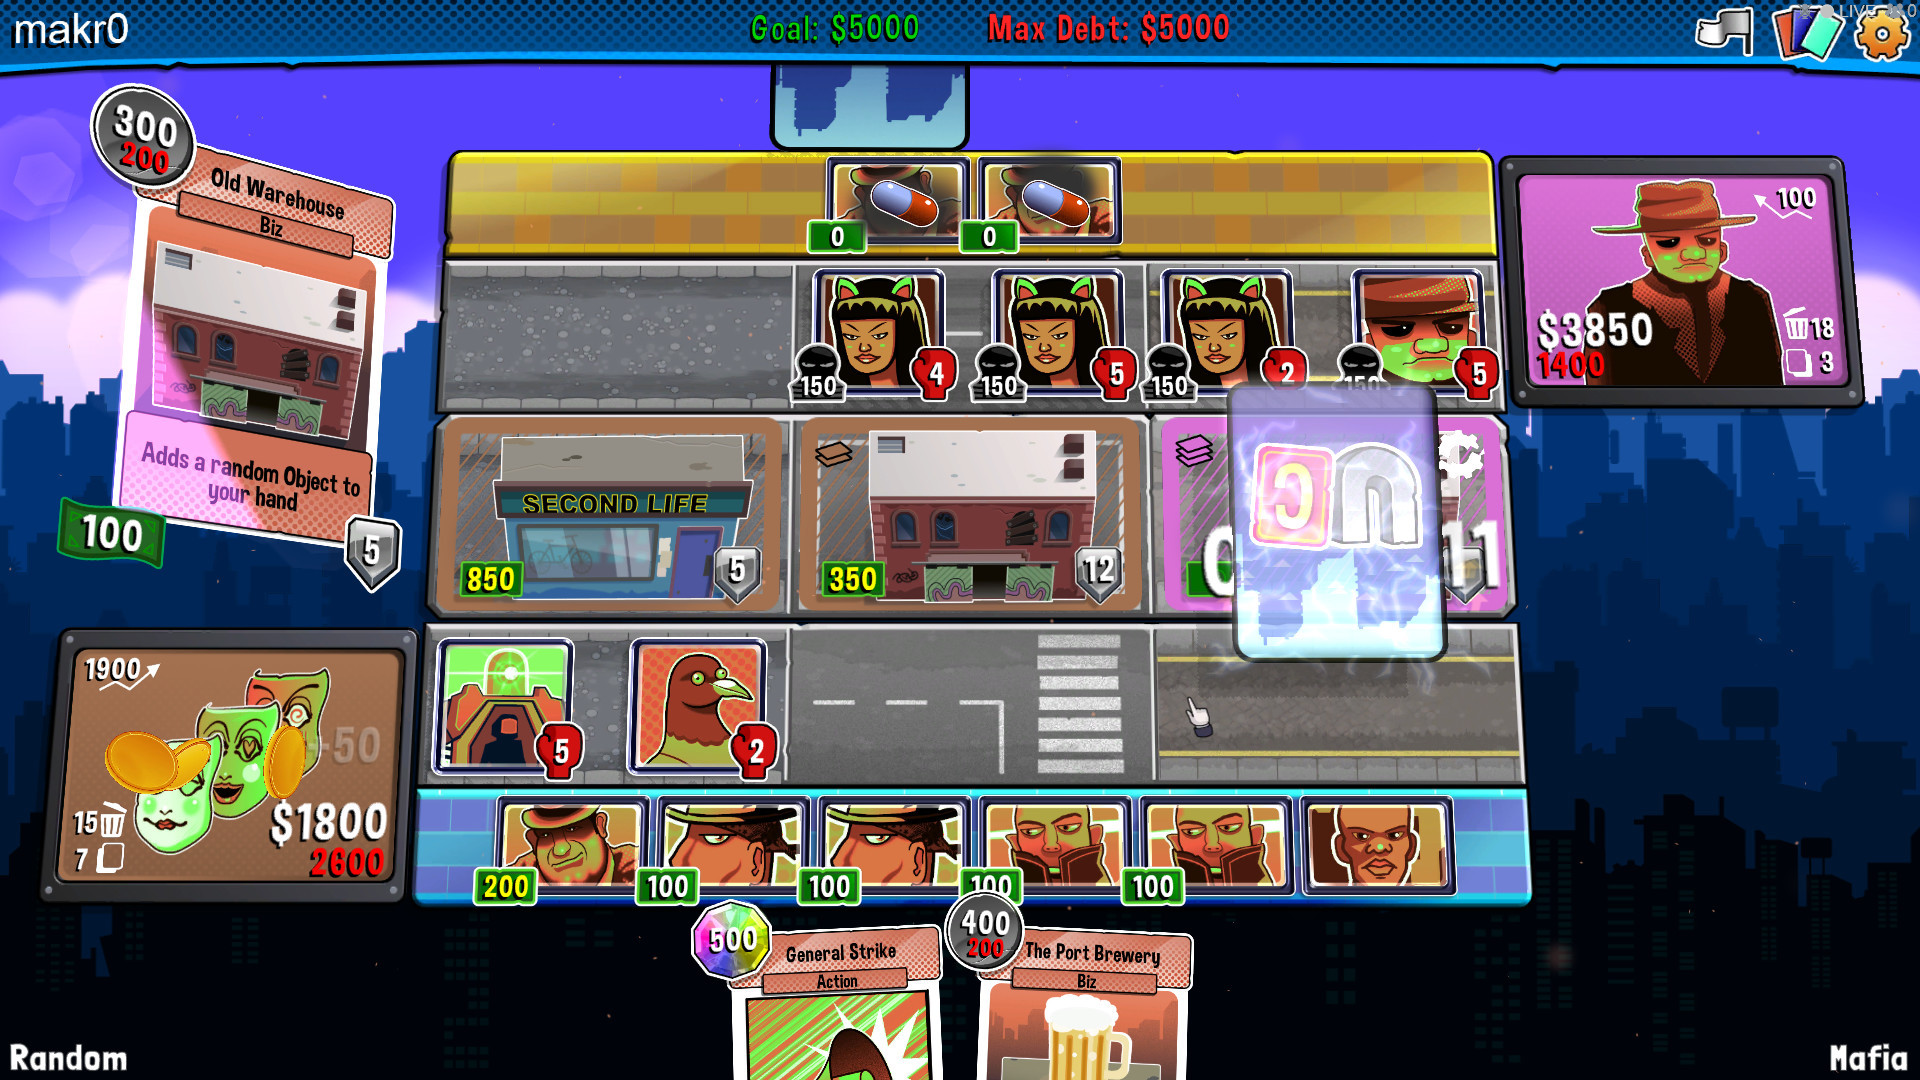 makr0
Goal: $5000
Max Debt: $5000
300
200
Old Warehouse
Biz
Adds a random Object to
your hand
100
5
0
0
100
$3850
1400
18
3
150
4
150
5
150
2
150
5
SECOND LIFE
850
5
350
12
0
11
1900
+50
15
7
$1800
2600
5
2
200
100
100
100
100
500
General Strike
Action
400
200
The Port Brewery
Biz
Random
Mafia